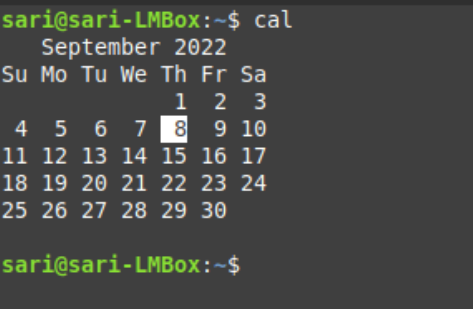 sari@sari-LMBox:~$ cal
   September 2022
Su Mo Tu We Th Fr Sa
             1  2  3
 4  5  6  7  8  9 10
11 12 13 14 15 16 17
18 19 20 21 22 23 24
25 26 27 28 29 30
sari@sari-LMBox:~$